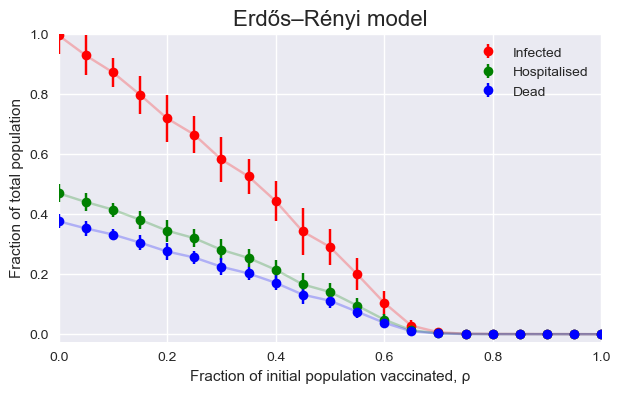 Erdős–Rényi model
Infected
Hospitalised
Dead
Fraction of total population
1.0
0.8
0.6
0.4
0.2
0.0
0.0 0.2 0.4 0.6 0.8 1.0
Fraction of initial population vaccinated, ρ